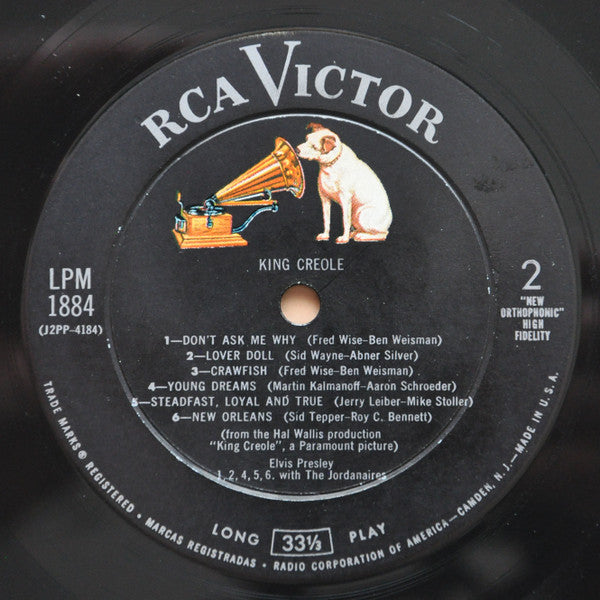 RCA VICTOR
KING CREOLE
LPM
1884
(J2PP-4184)
2
"NEW
ORTHOPHONIC"
HIGH
FIDELITY
1—DON'T ASK ME WHY (Fred Wise-Ben Weisman)
2—LOVER DOLL (Sid Wayne-Abner Silver)
3—CRAWFISH (Fred Wise-Ben Weisman)
4—YOUNG DREAMS (Martin Kalmanoff-Aaron Schroeder)
5—STEADFAST, LOYAL AND TRUE (Jerry Leiber-Mike Stoller)
6—NEW ORLEANS (Sid Tepper-Roy C. Bennett)
(from the Hal Wallis production
"King Creole", a Paramount picture)
Elvis Presley
1, 2, 4, 5, 6. with The Jordanaires
LONG 33⅓ PLAY
TRADE MARKS ® REGISTERED • MARCAS REGISTRADAS • RADIO CORPORATION OF AMERICA—CAMDEN, N. J.—MADE IN U. S. A.